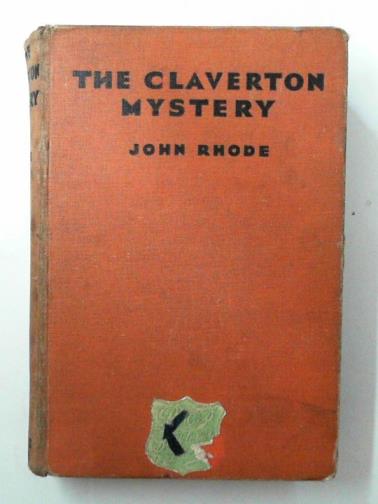 THE CLAVERTON
MYSTERY
JOHN RHODE